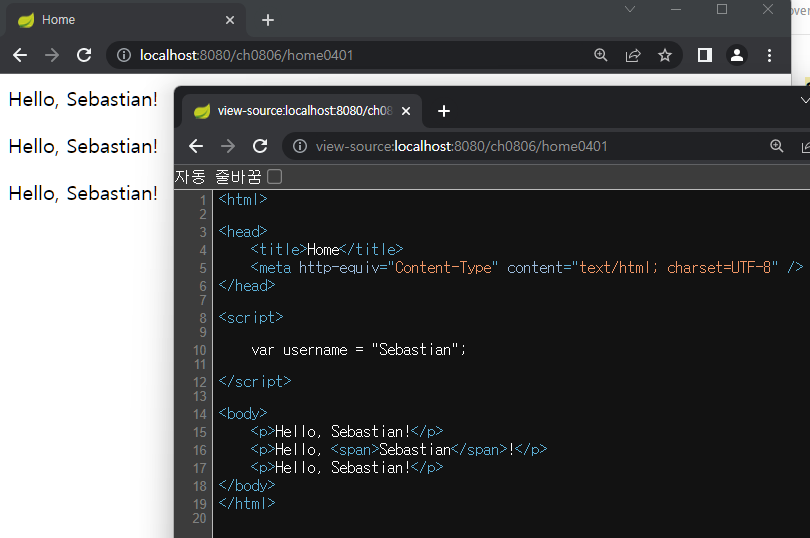 Home
localhost:8080/ch0806/home0401
Hello, Sebastian!
Hello, Sebastian!
Hello, Sebastian!
view-source:localhost:8080/ch08
view-source:localhost:8080/ch0806/home0401
자동 줄바꿈
1 <html>
2
3 <head>
4 <title>Home</title>
5 <meta http-equiv="Content-Type" content="text/html; charset=UTF-8" />
6 </head>
7
8 <script>
9
10 var username = "Sebastian";
11
12 </script>
13
14 <body>
15 <p>Hello, Sebastian!</p>
16 <p>Hello, <span>Sebastian</span>!</p>
17 <p>Hello, Sebastian!</p>
18 </body>
19 </html>
20